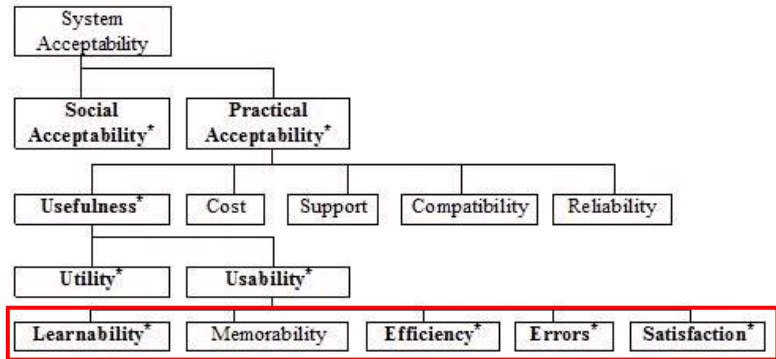 System
Acceptability
Social
Acceptability*
Practical
Acceptability*
Usefulness*
Cost
Support
Compatibility
Reliability
Utility*
Usability*
Learnability*
Memorability
Efficiency*
Errors*
Satisfaction*